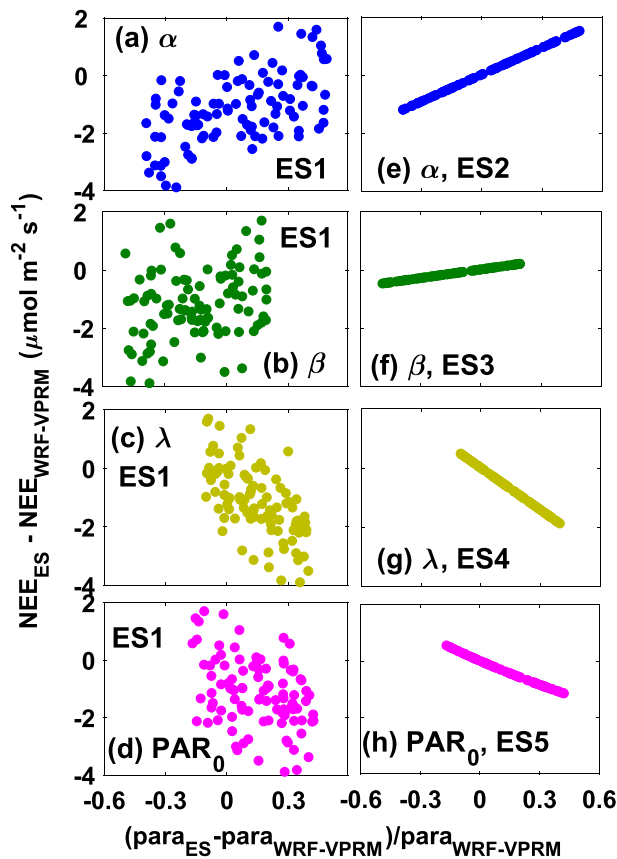 2
(a) α
0
-2
ES1
-4
(e) α, ES2
2
ES1
0
-2
(b) β
-4
(f) β, ES3
2
(c) λ
0
ES1
-2
-4
(g) λ, ES4
2
ES1
0
-2
(d) PAR₀
-4
(h) PAR₀, ES5
-0.6 -0.3 0 0.3 -0.6 -0.3 0 0.3 0.6
(para_ES-para_WRF-VPRM)/para_WRF-VPRM
NEE_ES - NEE_WRF-VPRM (μmol m⁻² s⁻¹)